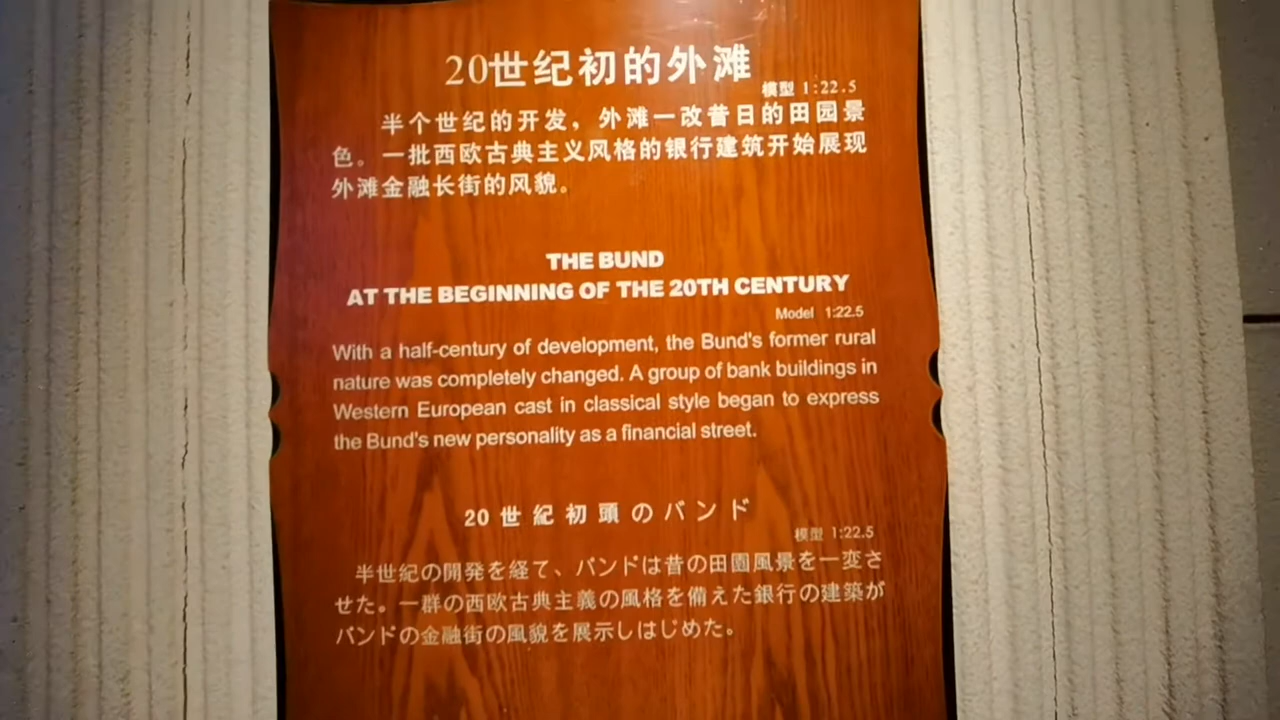 20世纪初的外滩
模型 1:22.5
半个世纪的开发，外滩一改昔日的田园景
色。一批西欧古典主义风格的银行建筑开始展现
外滩金融长街的风貌。
THE BUND
AT THE BEGINNING OF THE 20TH CENTURY
Model 1:22.5
With a half-century of development, the Bund's former rural
nature was completely changed. A group of bank buildings in
Western European cast in classical style began to express
the Bund's new personality as a financial street.
20世紀初頭のバンド
模型 1:22.5
半世紀の開発を経て、バンドは昔の田園風景を一変さ
せた。一群の西欧古典主義の風格を備えた銀行の建築が
バンドの金融街の風貌を展示しはじめた。